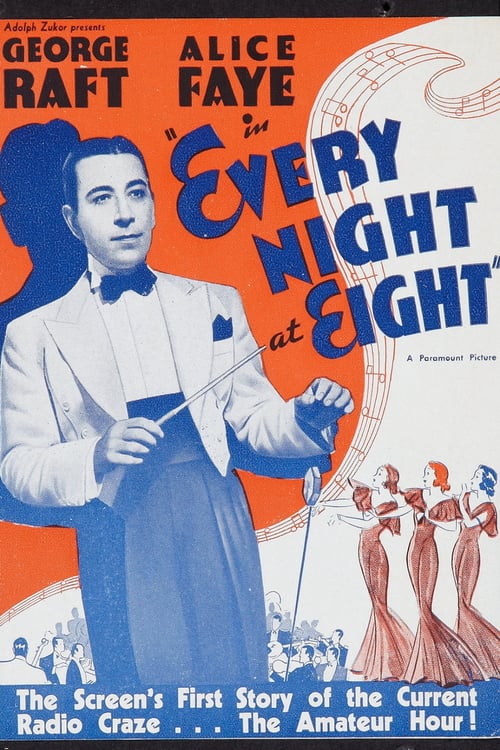 Adolph Zukor presents
GEORGE RAFT
ALICE FAYE
in
"EVERY
NIGHT
at EIGHT"
A Paramount Picture
The Screen's First Story of the Current
Radio Craze . . . The Amateur Hour!